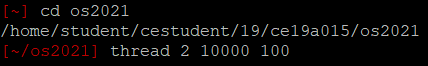 [~] cd os2021
/home/student/cestudent/19/ce19a015/os2021
[~/os2021] thread 2 10000 100